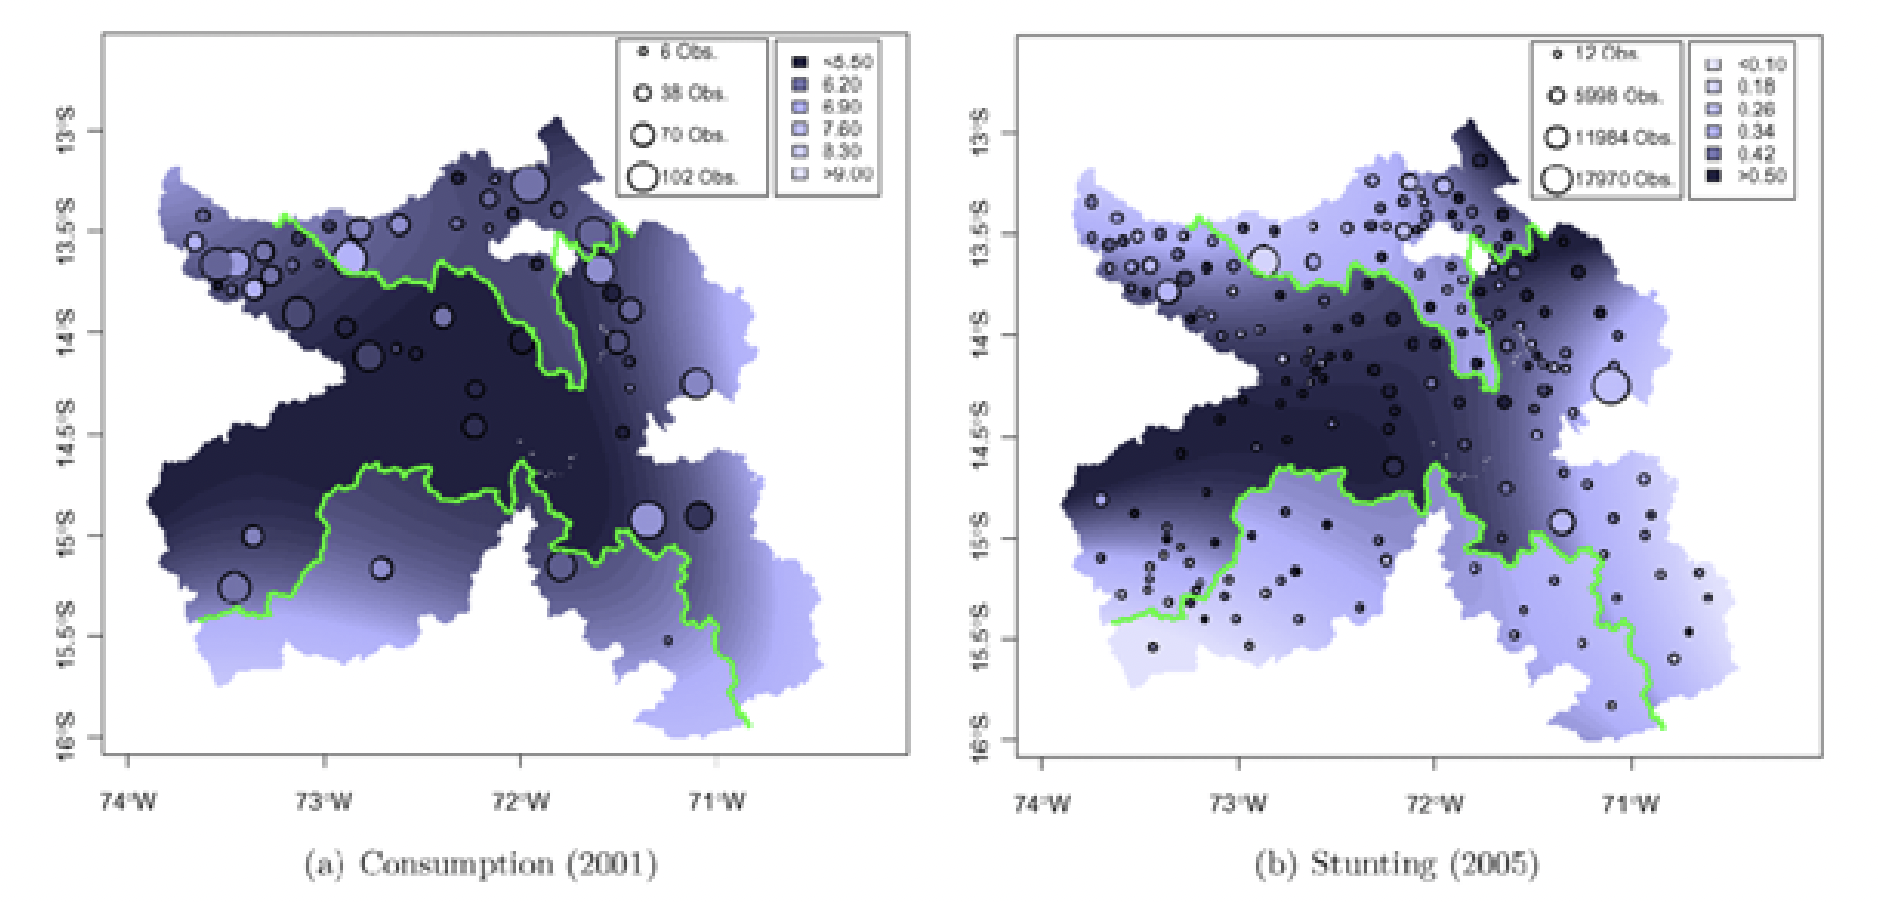 6 Obs.
38 Obs.
70 Obs.
102 Obs.
<5.50
6.20
6.90
7.60
8.30
>9.00
13°S
13.5°S
14°S
14.5°S
15°S
15.5°S
16°S
74°W
73°W
72°W
71°W
(a) Consumption (2001)
12 Obs.
5998 Obs.
11984 Obs.
17970 Obs.
<0.10
0.18
0.26
0.34
0.42
>0.50
13°S
13.5°S
14°S
14.5°S
15°S
15.5°S
16°S
74°W
73°W
72°W
71°W
(b) Stunting (2005)